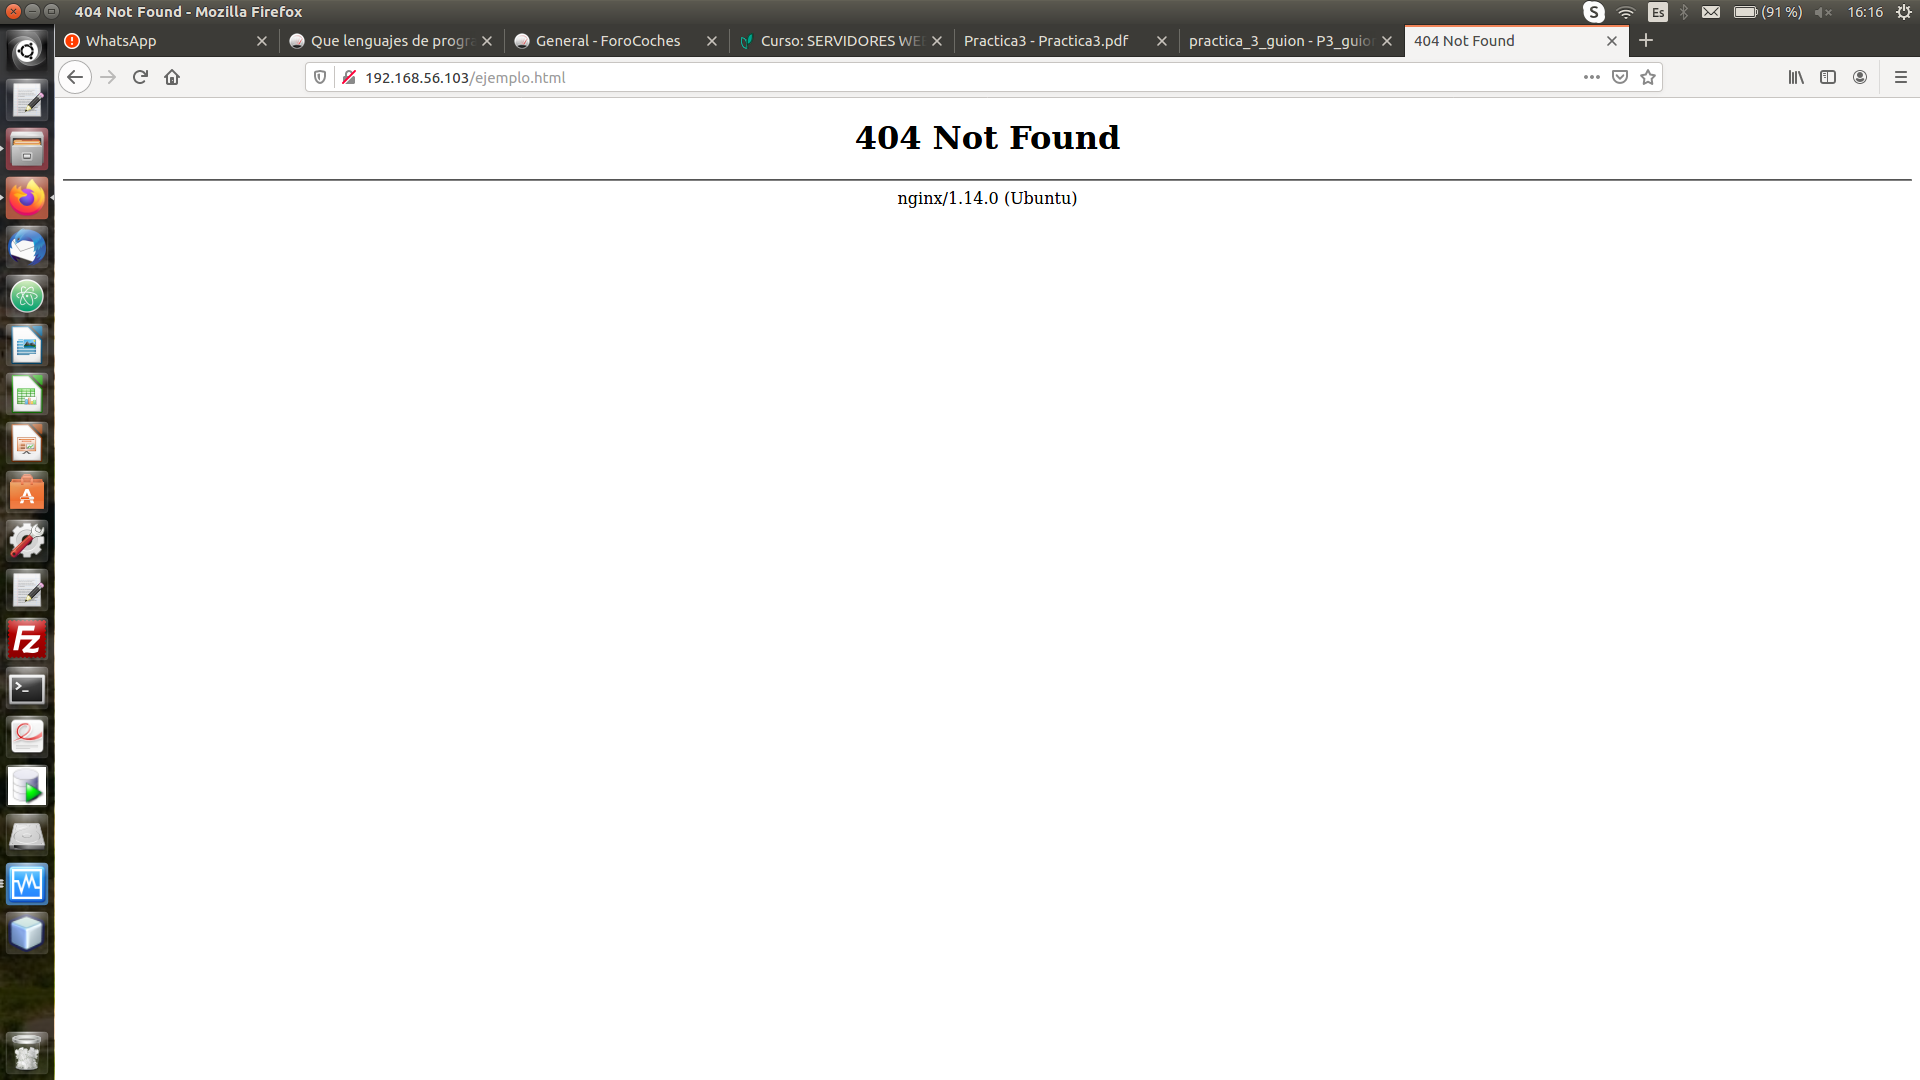 404 Not Found - Mozilla Firefox
S Es (91 %) 16:16
WhatsApp
Que lenguajes de progra
General - ForoCoches
Curso: SERVIDORES WE
Practica3 - Practica3.pdf
practica_3_guion - P3_guio
404 Not Found
192.168.56.103/ejemplo.html
404 Not Found
nginx/1.14.0 (Ubuntu)
A
Fz
>_